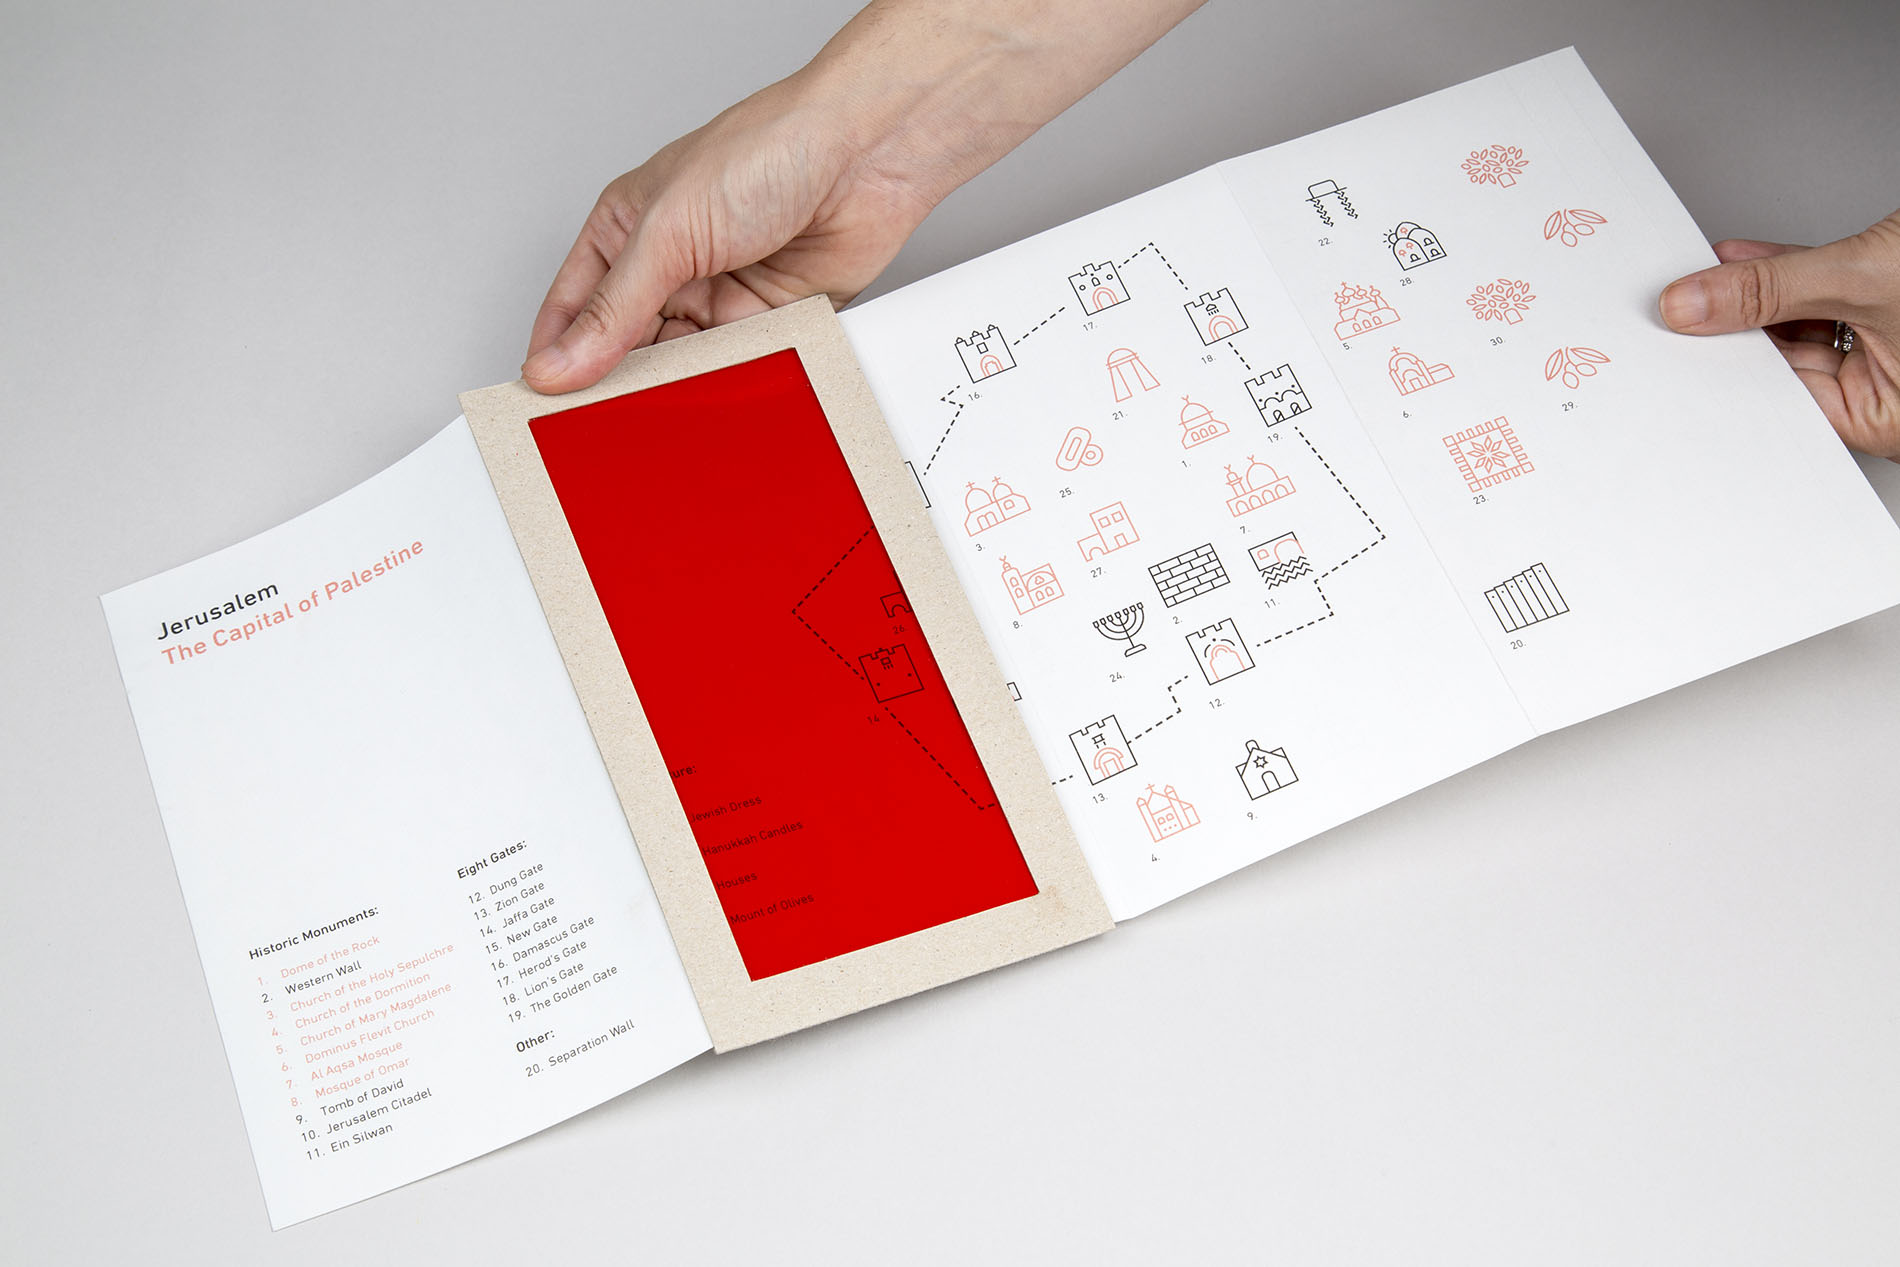 Jerusalem
The Capital of Palestine
Historic Monuments:
1. Dome of the Rock
2. Western Wall
3. Church of the Holy Sepulchre
4. Church of the Dormition
5. Church of Mary Magdalene
6. Dominus Flevit Church
7. Al Aqsa Mosque
8. Mosque of Omar
9. Tomb of David
10. Jerusalem Citadel
11. Ein Silwan
Eight Gates:
12. Dung Gate
13. Zion Gate
14. Jaffa Gate
15. New Gate
16. Damascus Gate
17. Herod's Gate
18. Lion's Gate
19. The Golden Gate
Other:
20. Separation Wall
ure:
Jewish Dress
Hanukkah Candles
Houses
Mount of Olives
26.
14.
16.
17.
18.
19.
21.
1.
25.
3.
7.
27.
8.
2.
11.
24.
12.
13.
9.
4.
22.
28.
5.
30.
6.
29.
23.
20.